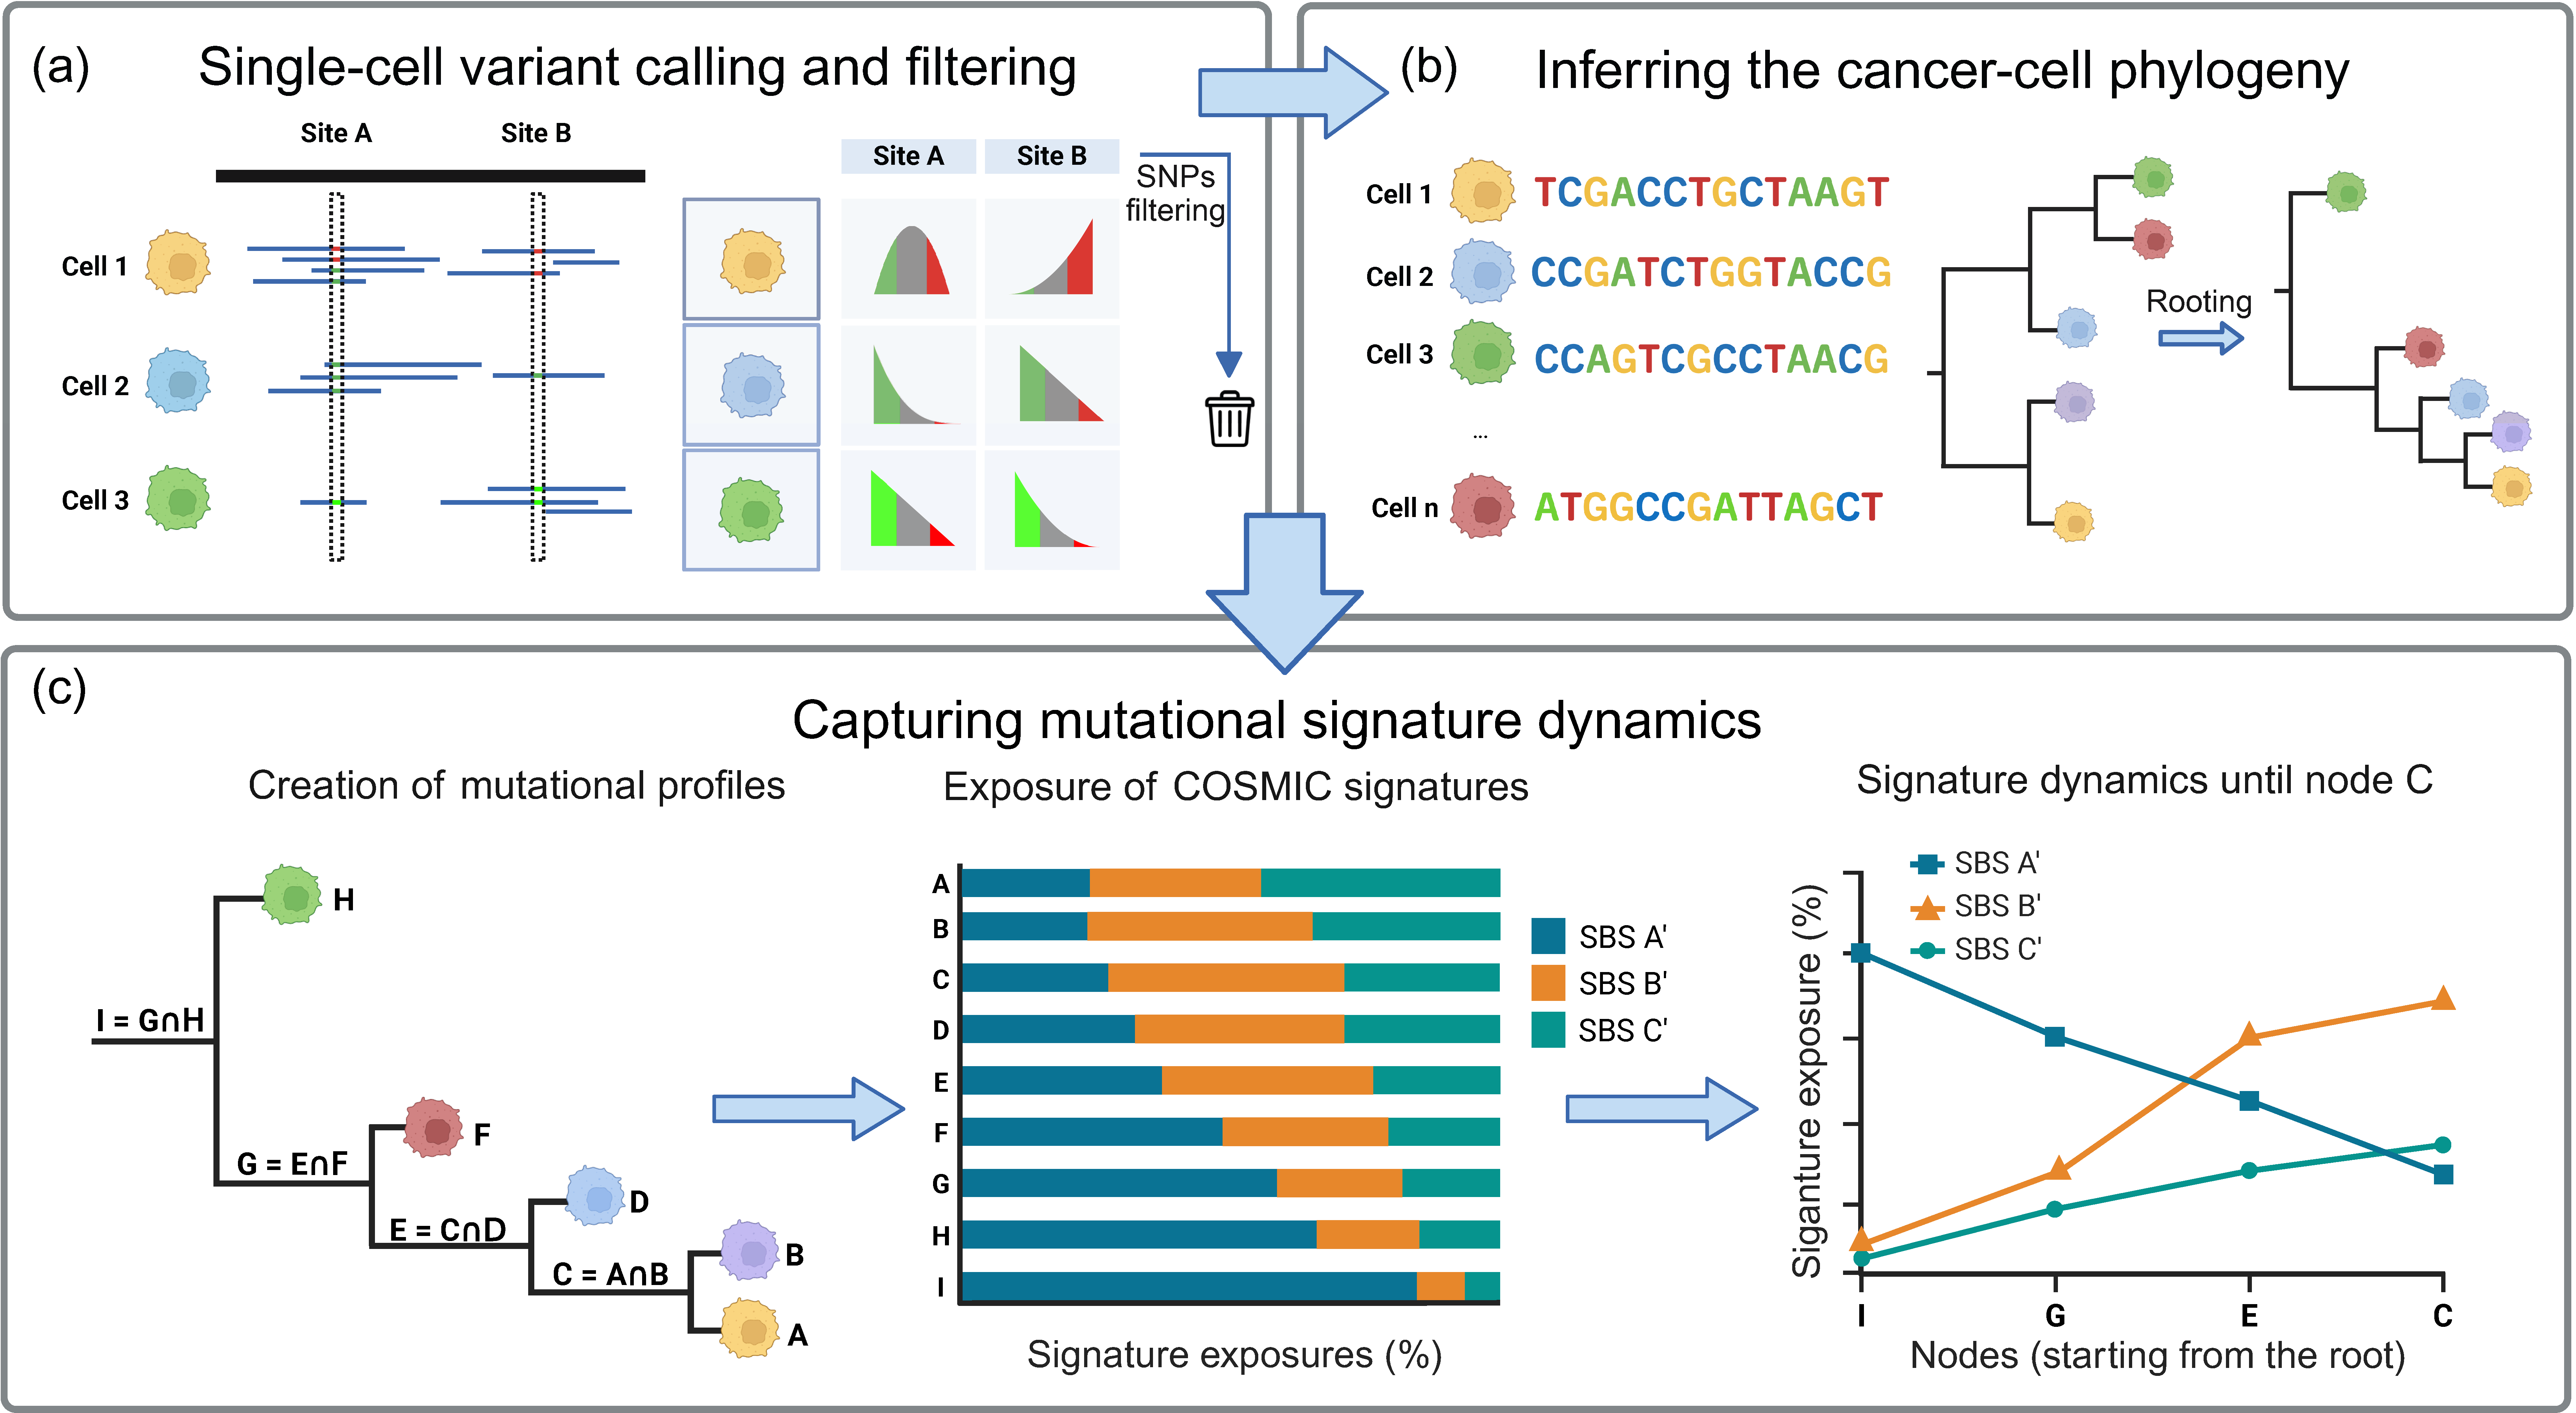 (a) Single-cell variant calling and filtering
Site A Site B
Cell 1
Cell 2
Cell 3
Site A Site B
SNPs
filtering
(b) Inferring the cancer-cell phylogeny
Cell 1 TCGACCTGCTAAGT
Cell 2 CCGATCTGGTACCG
Cell 3 CCAGTCGCCTAACG
...
Cell n ATGGCCGATTAGCT
Rooting
(c)
Capturing mutational signature dynamics
Creation of mutational profiles
H
I = G∩H
F
G = E∩F
D
E = C∩D
B
C = A∩B
A
Exposure of COSMIC signatures
A
B
C
D
E
F
G
H
I
SBS A'
SBS B'
SBS C'
Signature exposures (%)
Signature dynamics until node C
SBS A'
SBS B'
SBS C'
Siganture exposure (%)
I G E C
Nodes (starting from the root)